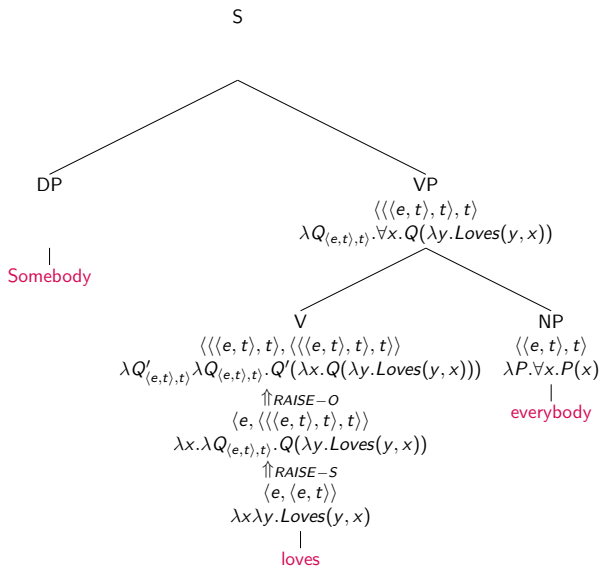 S
DP
VP
⟨⟨⟨e, t⟩, t⟩, t⟩
λQ⟨⟨e,t⟩,t⟩.∀x.Q(λy.Loves(y, x))
Somebody
V
NP
⟨⟨⟨e, t⟩, t⟩, ⟨⟨⟨e, t⟩, t⟩, t⟩⟩
⟨⟨e, t⟩, t⟩
λQ′⟨⟨e,t⟩,t⟩λQ⟨⟨e,t⟩,t⟩.Q′(λx.Q(λy.Loves(y, x)))
λP.∀x.P(x)
⇑RAISE−O
everybody
⟨e, ⟨⟨⟨e, t⟩, t⟩, t⟩⟩
λx.λQ⟨⟨e,t⟩,t⟩.Q(λy.Loves(y, x))
⇑RAISE−S
⟨e, ⟨e, t⟩⟩
λxλy.Loves(y, x)
loves